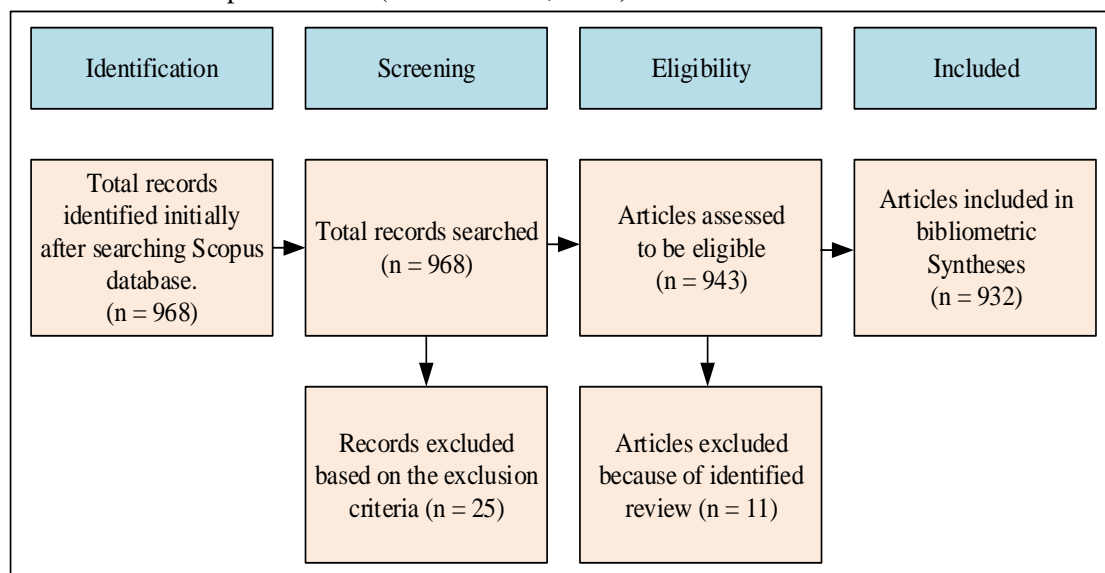 Identification
Screening
Eligibility
Included
Total records
identified initially
after searching Scopus
database.
(n = 968)
Total records searched
(n = 968)
Articles assessed
to be eligible
(n = 943)
Articles included in
bibliometric
Syntheses
(n = 932)
Records excluded
based on the exclusion
criteria (n = 25)
Articles excluded
because of identified
review (n = 11)